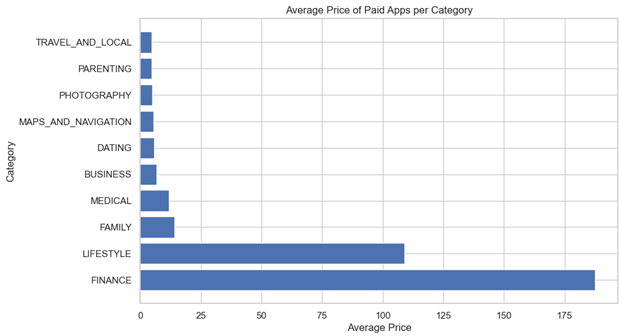 Average Price of Paid Apps per Category
Category
TRAVEL_AND_LOCAL
PARENTING
PHOTOGRAPHY
MAPS_AND_NAVIGATION
DATING
BUSINESS
MEDICAL
FAMILY
LIFESTYLE
FINANCE
0 25 50 75 100 125 150 175
Average Price